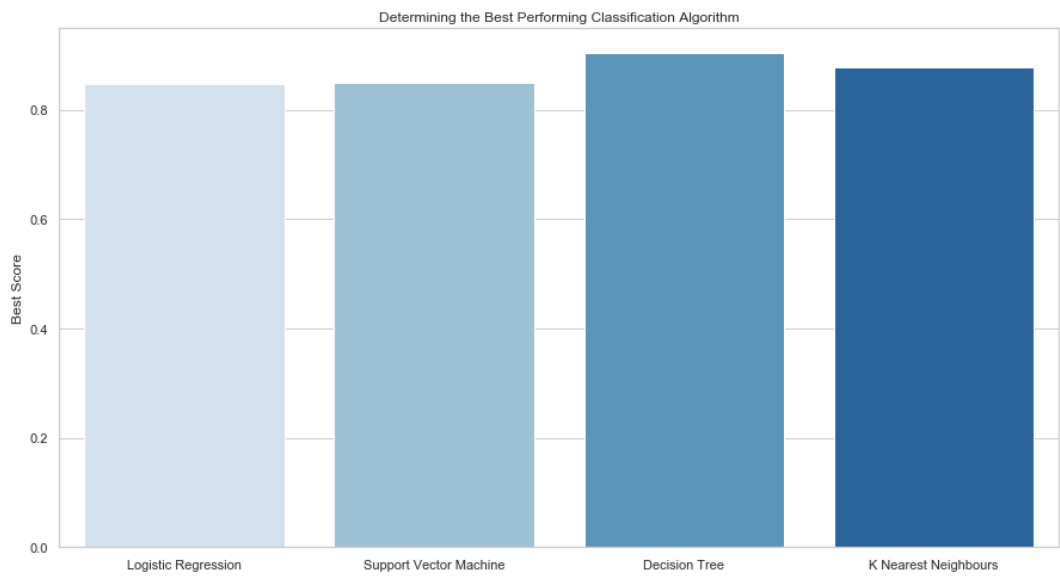 Determining the Best Performing Classification Algorithm
Best Score
0.8
0.6
0.4
0.2
0.0
Logistic Regression
Support Vector Machine
Decision Tree
K Nearest Neighbours